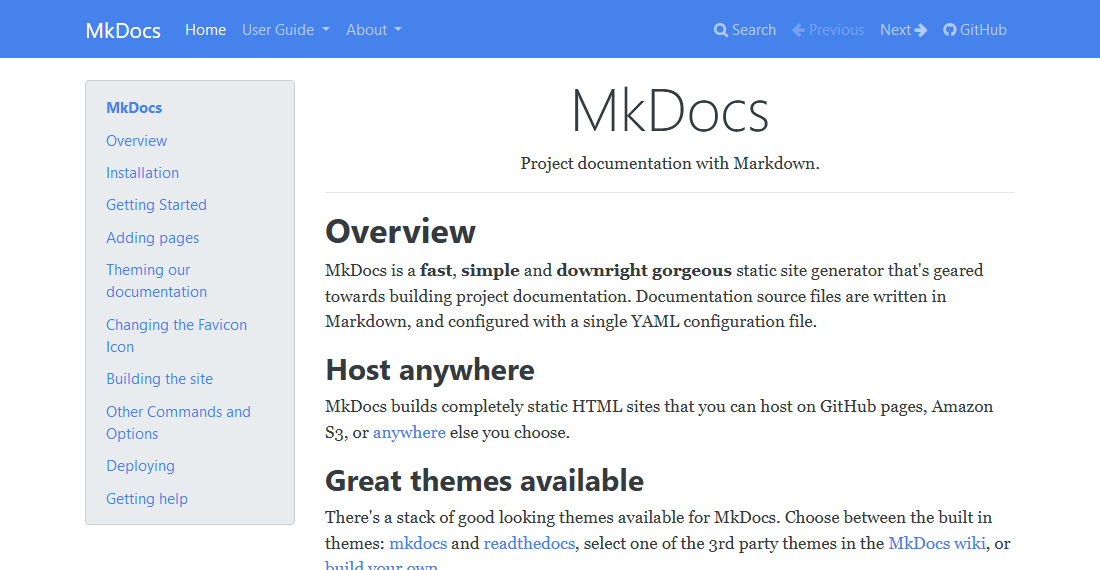 MkDocs Home User Guide About Search Previous Next GitHub
MkDocs
Overview
Installation
Getting Started
Adding pages
Theming our
documentation
Changing the Favicon
Icon
Building the site
Other Commands and
Options
Deploying
Getting help
MkDocs
Project documentation with Markdown.
Overview
MkDocs is a fast, simple and downright gorgeous static site generator that's geared
towards building project documentation. Documentation source files are written in
Markdown, and configured with a single YAML configuration file.
Host anywhere
MkDocs builds completely static HTML sites that you can host on GitHub pages, Amazon
S3, or anywhere else you choose.
Great themes available
There's a stack of good looking themes available for MkDocs. Choose between the built in
themes: mkdocs and readthedocs, select one of the 3rd party themes in the MkDocs wiki, or
build your own